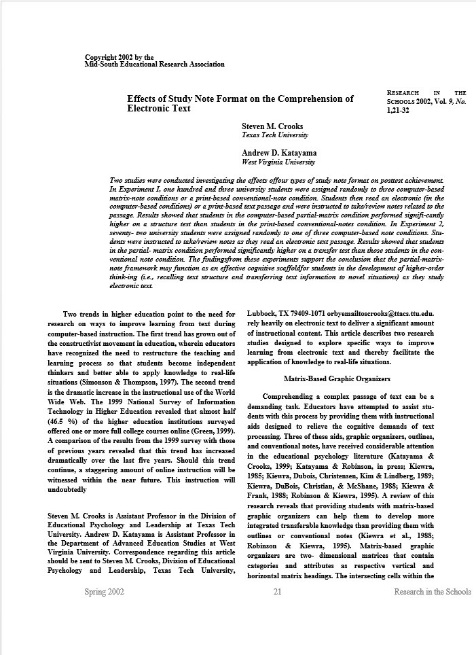 Copyright 2002 by the
Mid-South Educational Research Association
RESEARCH IN THE
SCHOOLS 2002, Vol. 9, No.
1,21-32
Effects of Study Note Format on the Comprehension of
Electronic Text
Steven M. Crooks
Texas Tech University
Andrew D. Katayama
West Virginia University
Two studies were conducted investigating the effects offour types of study note format on posttest achievement.
In Experiment I, one hundred and three university students were assigned randomly to three computer-based
matrix-note conditions or a print-based conventional-note condition. Students then read an electronic (in the
computer-based conditions) or a print-based text passage and were instructed to take/review notes related to the
passage. Results showed that students in the computer-based partial-matrix condition performed signifi-cantly
higher on a structure test than students in the print-based conventional-notes condition. In Experiment 2,
seventy- two university students were assigned randomly to one of three computer-based note conditions. Stu-
dents were instructed to take/review notes as they read an electronic text passage. Results showed that students
in the partial- matrix condition performed significantly higher on a transfer test than those students in the con-
ventional note condition. The findingsfrom these experiments support the conclusion that the partial-matrix-
note framework may function as an effective cognitive scaffoldfor students in the development of higher-order
think-ing (i.e., recalling text structure and transferring text information to novel situations) as they study
electronic text.
Two trends in higher education point to the need for
research on ways to improve learning from text during
computer-based instruction. The first trend has grown out of
the constructivist movement in education, wherein educators
have recognized the need to restructure the teaching and
learning process so that students become independent
thinkers and better able to apply knowledge to real-life
situations (Simonson & Thompson, 1997). The second trend
is the dramatic increase in the instructional use of the World
Wide Web. The 1999 National Survey of Information
Technology in Higher Education revealed that almost half
(46.5 %) of the higher education institutions surveyed
offered one or more full college courses online (Green, 1999).
A comparison of the results from the 1999 survey with those
of previous years revealed that this trend has increased
dramatically over the last five years. Should this trend
continue, a staggering amount of online instruction will be
witnessed within the near future. This instruction will
undoubtedly
Steven M. Crooks is Assistant Professor in the Division of
Educational Psychology and Leadership at Texas Tech
University. Andrew D. Katayama is Assistant Professor in
the Department of Advanced Education Studies at West
Virginia University. Correspondence regarding this article
should be sent to Steven M. Crooks, Division of Educational
Psychology and Leadership, Texas Tech University,
Lubbock, TX 79409-1071 orbyemailtoscrooks@ttacs.ttu.edu.
rely heavily on electronic text to deliver a significant amount
of instructional content. This article describes two research
studies designed to explore specific ways to improve
learning from electronic text and thereby facilitate the
application of knowledge to real-life situations.
Matrix-Based Graphic Organizers
Comprehending a complex passage of text can be a
demanding task. Educators have attempted to assist stu-
dents with this process by providing them with instructional
aids designed to relieve the cognitive demands of text
processing. Three of these aids, graphic organizers, outlines,
and conventional notes, have received considerable attention
in the educational psychology literature (Katayama &
Crooks, 1999; Katayama & Robinson, in press; Kiewra,
1985; Kiewra, Dubois, Christensen, Kim & Lindberg, 1989;
Kiewra, DuBois, Christian, & McShane, 1988; Kiewra &
Frank, 1988; Robinson & Kiewra, 1995). A review of this
research reveals that providing students with matrix-based
graphic organizers can help them to develop more
integrated transferable knowledge than providing them with
outlines or conventional notes (Kiewra et al., 1988;
Robinson & Kiewra, 1995). Matrix-based graphic
organizers are two- dimensional matrices that contain
categories and attributes as respective vertical and
horizontal matrix headings. The intersecting cells within the
Spring 2002
21
Research in the Schools